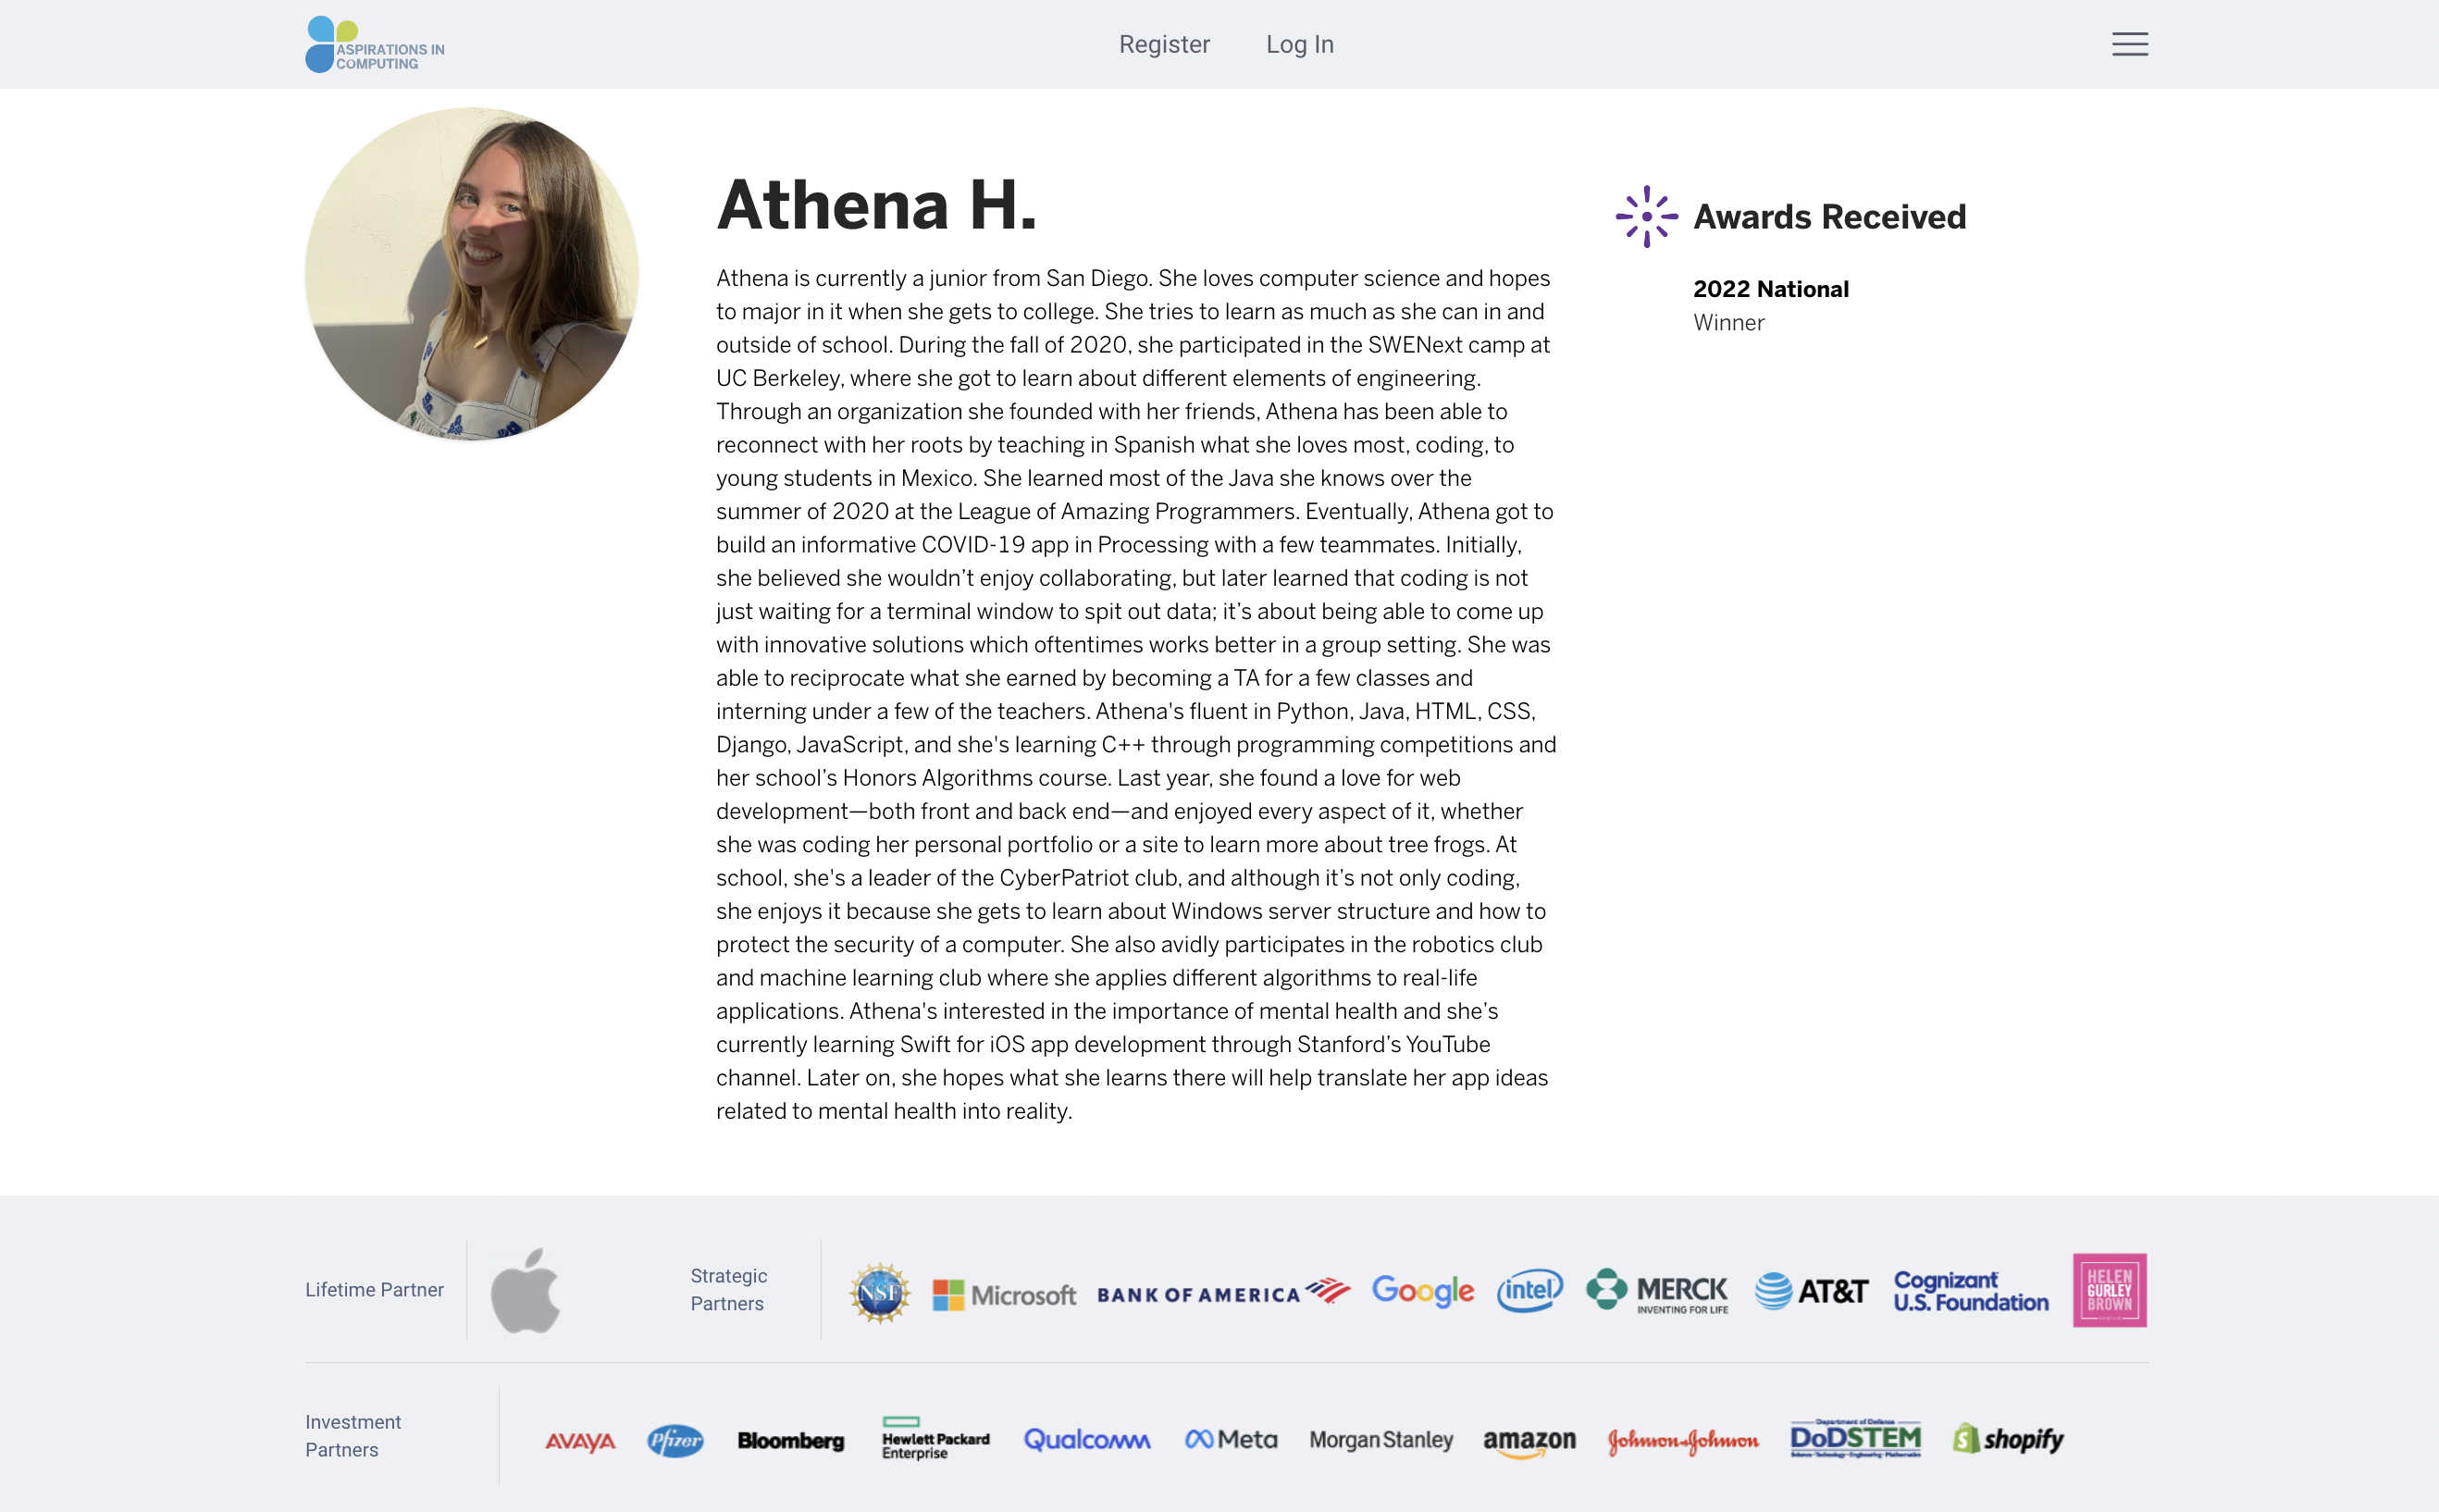 ASPIRATIONS IN
COMPUTING
Register
Log In
Athena H.
Athena is currently a junior from San Diego. She loves computer science and hopes
to major in it when she gets to college. She tries to learn as much as she can in and
outside of school. During the fall of 2020, she participated in the SWENext camp at
UC Berkeley, where she got to learn about different elements of engineering.
Through an organization she founded with her friends, Athena has been able to
reconnect with her roots by teaching in Spanish what she loves most, coding, to
young students in Mexico. She learned most of the Java she knows over the
summer of 2020 at the League of Amazing Programmers. Eventually, Athena got to
build an informative COVID-19 app in Processing with a few teammates. Initially,
she believed she wouldn’t enjoy collaborating, but later learned that coding is not
just waiting for a terminal window to spit out data; it’s about being able to come up
with innovative solutions which oftentimes works better in a group setting. She was
able to reciprocate what she earned by becoming a TA for a few classes and
interning under a few of the teachers. Athena's fluent in Python, Java, HTML, CSS,
Django, JavaScript, and she's learning C++ through programming competitions and
her school’s Honors Algorithms course. Last year, she found a love for web
development—both front and back end—and enjoyed every aspect of it, whether
she was coding her personal portfolio or a site to learn more about tree frogs. At
school, she's a leader of the CyberPatriot club, and although it’s not only coding,
she enjoys it because she gets to learn about Windows server structure and how to
protect the security of a computer. She also avidly participates in the robotics club
and machine learning club where she applies different algorithms to real-life
applications. Athena's interested in the importance of mental health and she’s
currently learning Swift for iOS app development through Stanford’s YouTube
channel. Later on, she hopes what she learns there will help translate her app ideas
related to mental health into reality.
Awards Received
2022 National
Winner
Lifetime Partner
Strategic
Partners
NSF
Microsoft
BANK OF AMERICA
Google
intel
MERCK
INVENTING FOR LIFE
AT&T
Cognizant
U.S. Foundation
HELEN
GURLEY
BROWN
Investment
Partners
AVAYA
Pfizer
Bloomberg
Hewlett Packard
Enterprise
Qualcomm
Meta
Morgan Stanley
amazon
Johnson & Johnson
Department of Defense
DoDSTEM
Science • Technology • Engineering • Mathematics
shopify